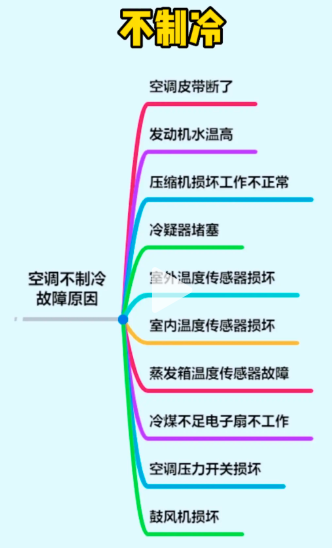 不制冷
空调皮带断了
发动机水温高
压缩机损坏工作不正常
冷疑器堵塞
空调不制冷
故障原因
室外温度传感器损坏
室内温度传感器损坏
蒸发箱温度传感器故障
冷煤不足电子扇不工作
空调压力开关损坏
鼓风机损坏